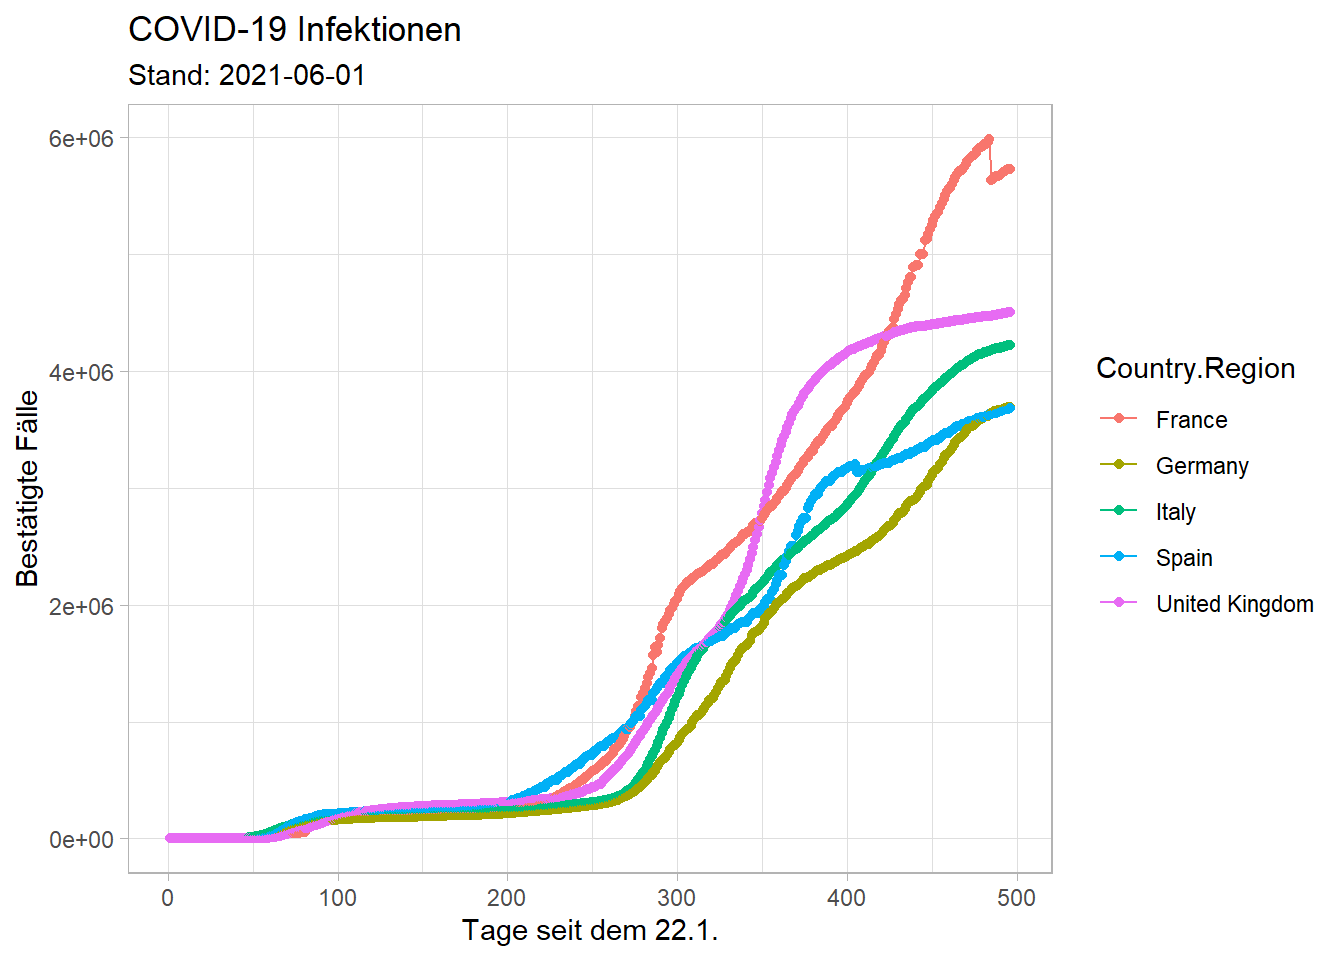 COVID-19 Infektionen
Stand: 2021-06-01
6e+06
4e+06
2e+06
0e+00
Bestätigte Fälle
0 100 200 300 400 500
Tage seit dem 22.1.
Country.Region
France
Germany
Italy
Spain
United Kingdom